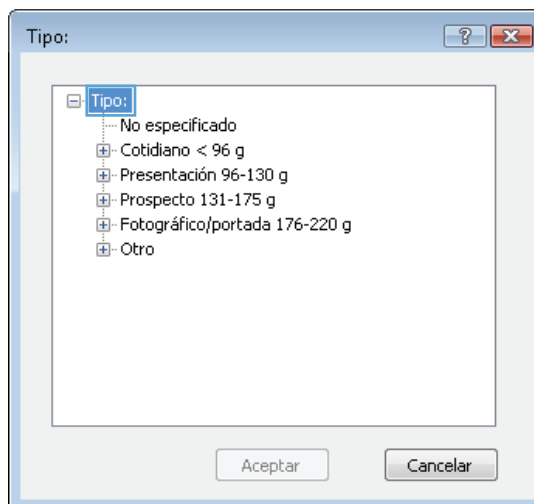 Tipo:
Tipo:
No especificado
Cotidiano < 96 g
Presentación 96-130 g
Prospecto 131-175 g
Fotográfico/portada 176-220 g
Otro
Aceptar Cancelar